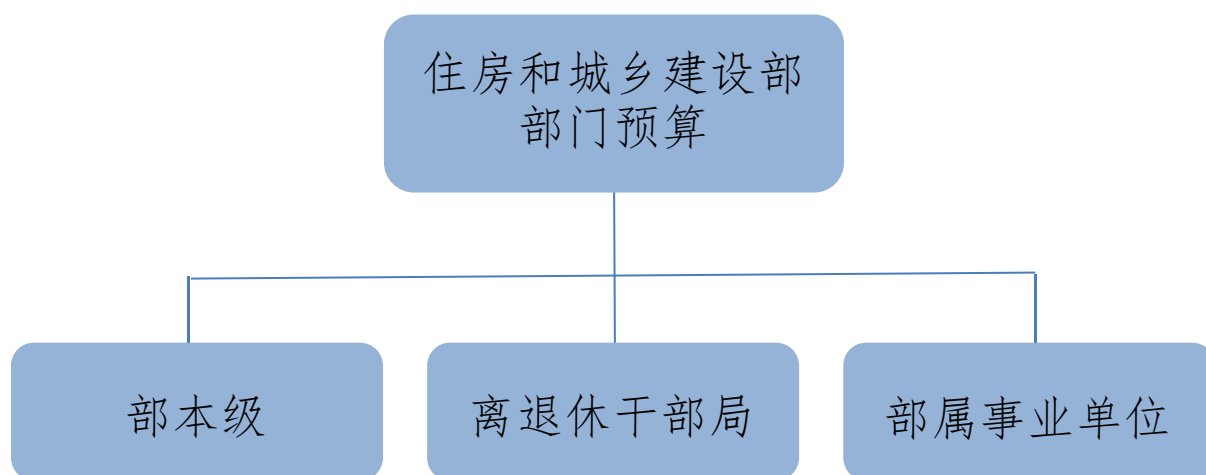 住房和城乡建设部
部门预算
部本级
离退休干部局
部属事业单位